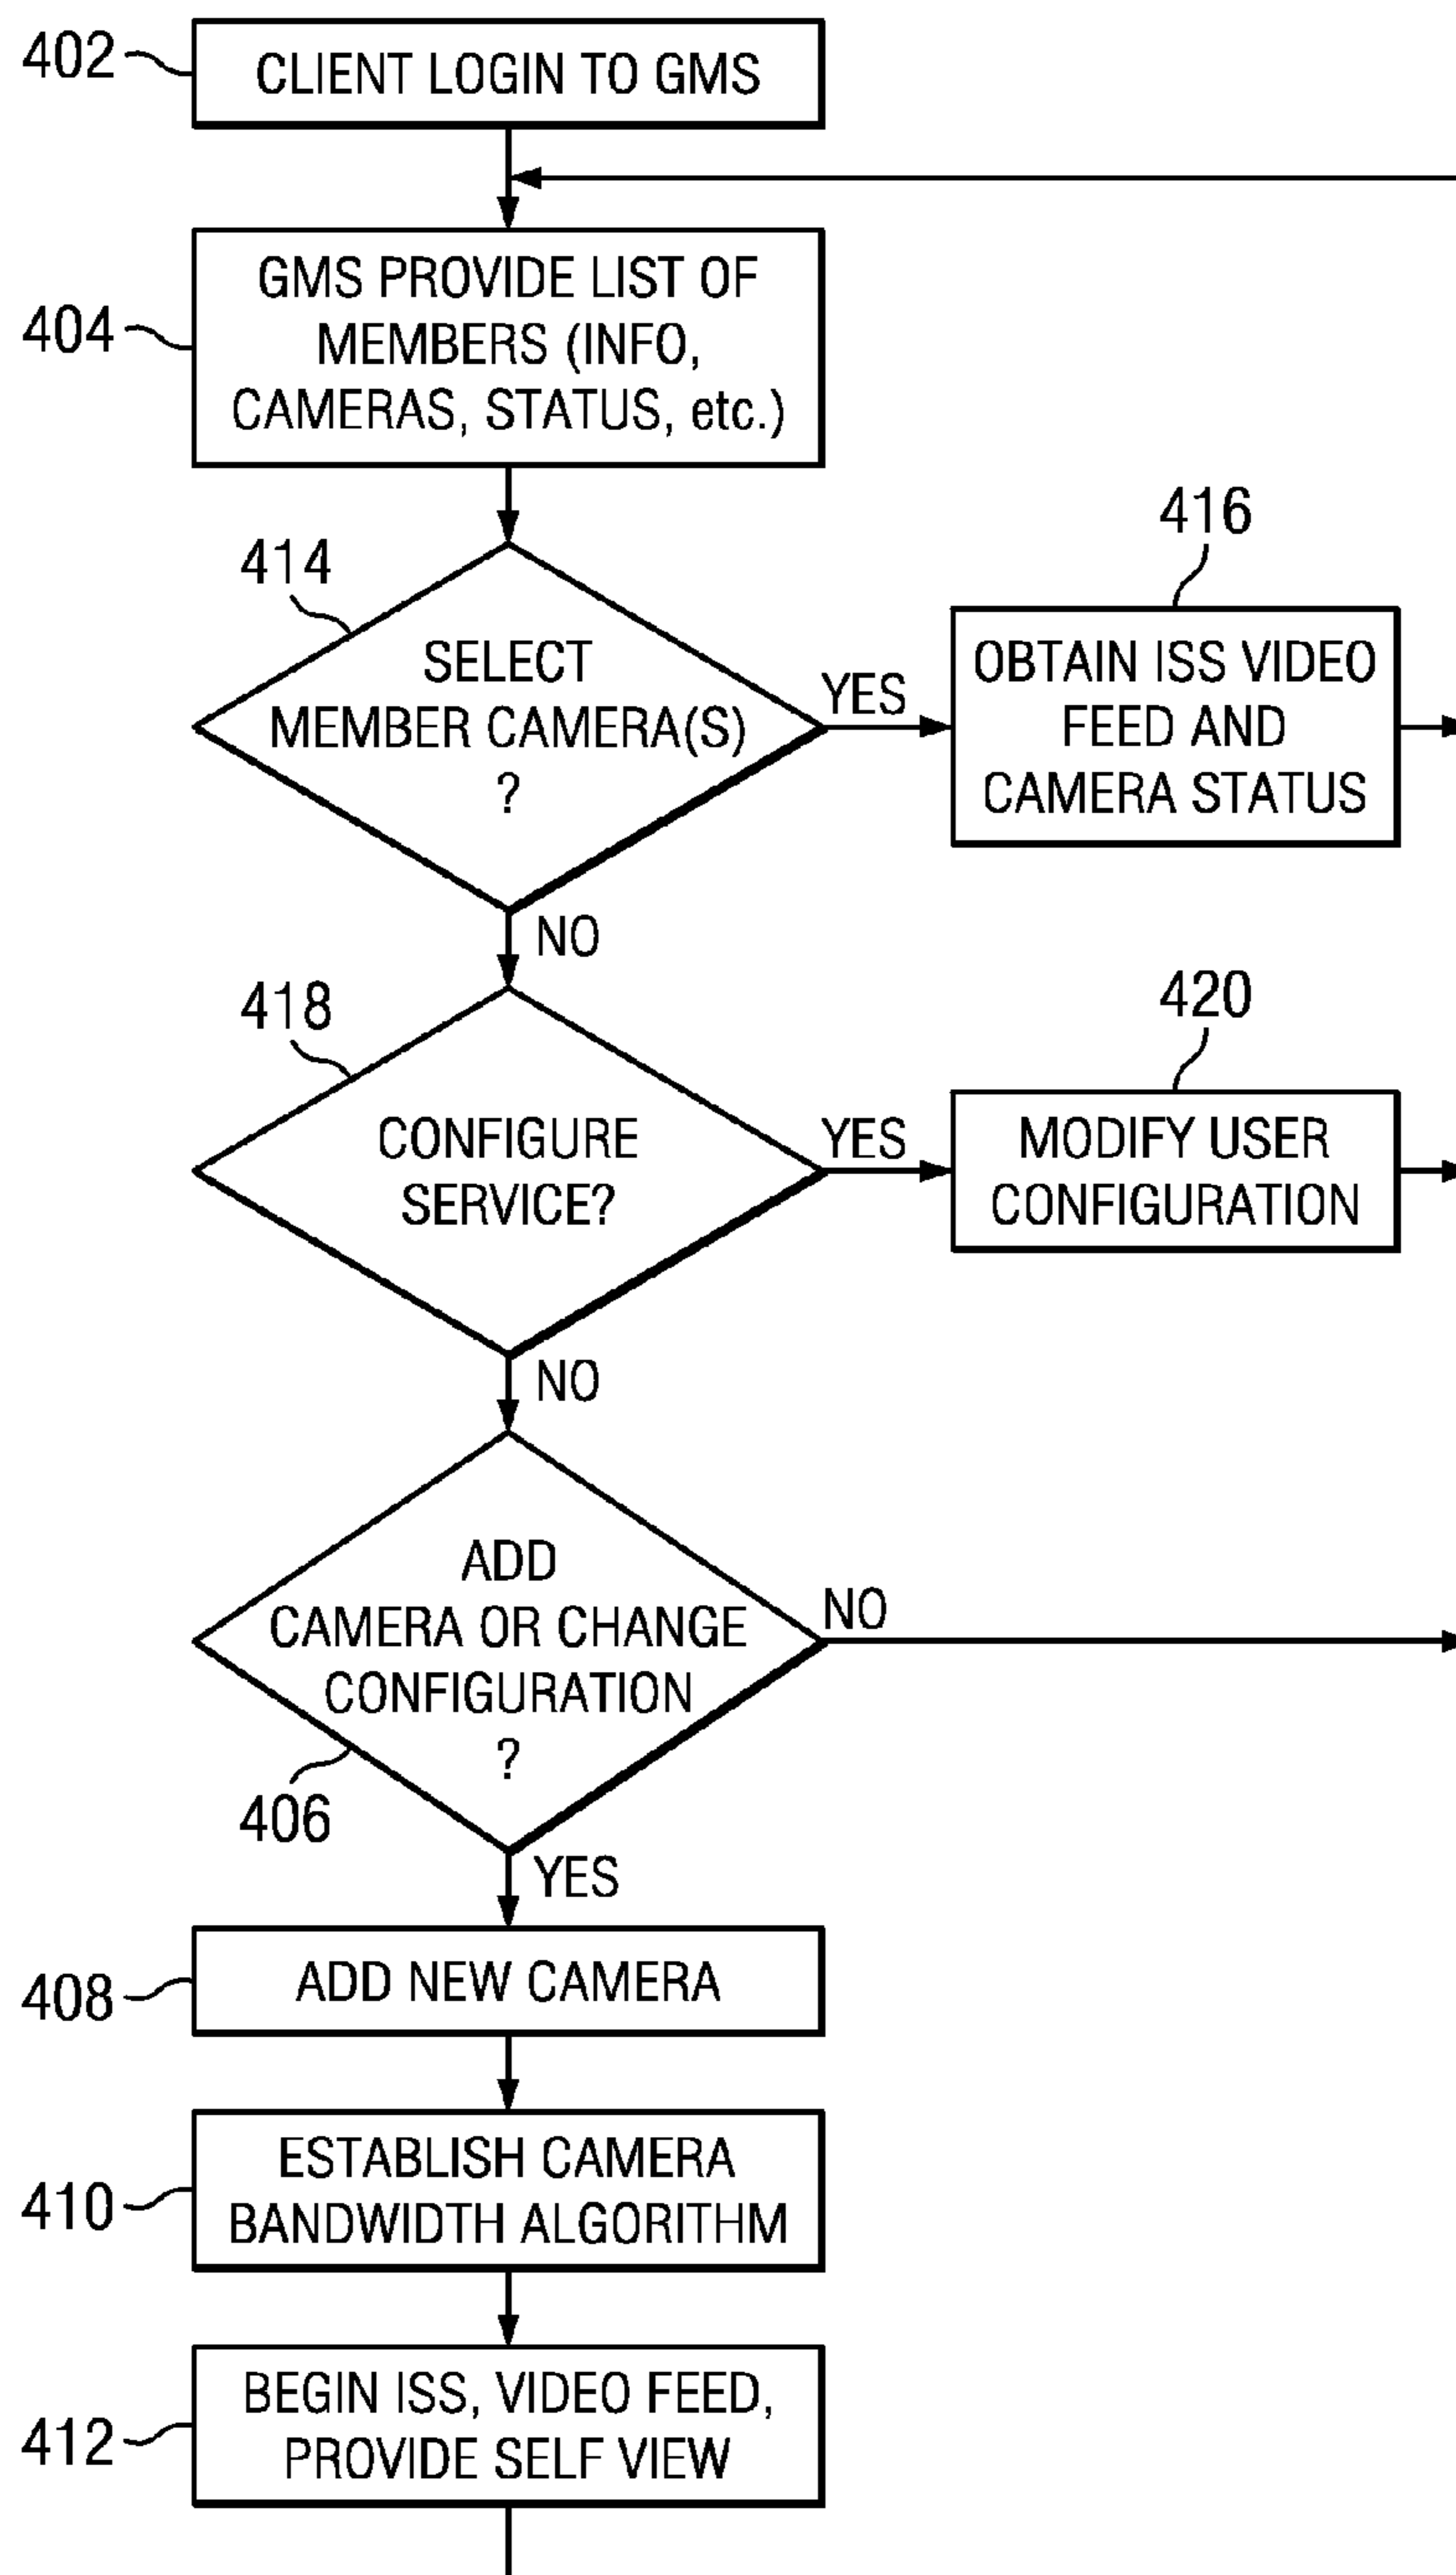 402
CLIENT LOGIN TO GMS
404
GMS PROVIDE LIST OF
MEMBERS (INFO,
CAMERAS, STATUS, etc.)
414
SELECT
MEMBER CAMERA(S)
?
YES
416
OBTAIN ISS VIDEO
FEED AND
CAMERA STATUS
NO
418
CONFIGURE
SERVICE?
YES
420
MODIFY USER
CONFIGURATION
NO
ADD
CAMERA OR CHANGE
CONFIGURATION
?
NO
406
YES
408
ADD NEW CAMERA
410
ESTABLISH CAMERA
BANDWIDTH ALGORITHM
412
BEGIN ISS, VIDEO FEED,
PROVIDE SELF VIEW